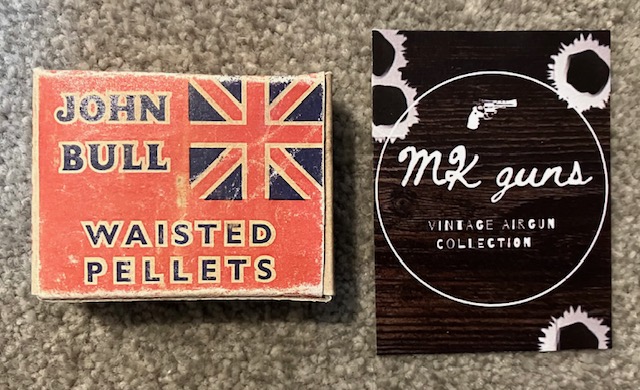 JOHN
BULL
WAISTED
PELLETS
MK guns
VINTAGE AIRGUN
COLLECTION